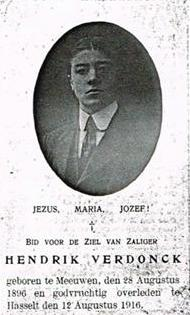 JEZUS, MARIA, JOZEF!
BID VOOR DE ZIEL VAN ZALIGER
HENDRIK VERDONCK
geboren te Meeuwen, den 28 Augustus
1896 en godvruchtig overleden te
Hasselt den 12 Augustus 1916.